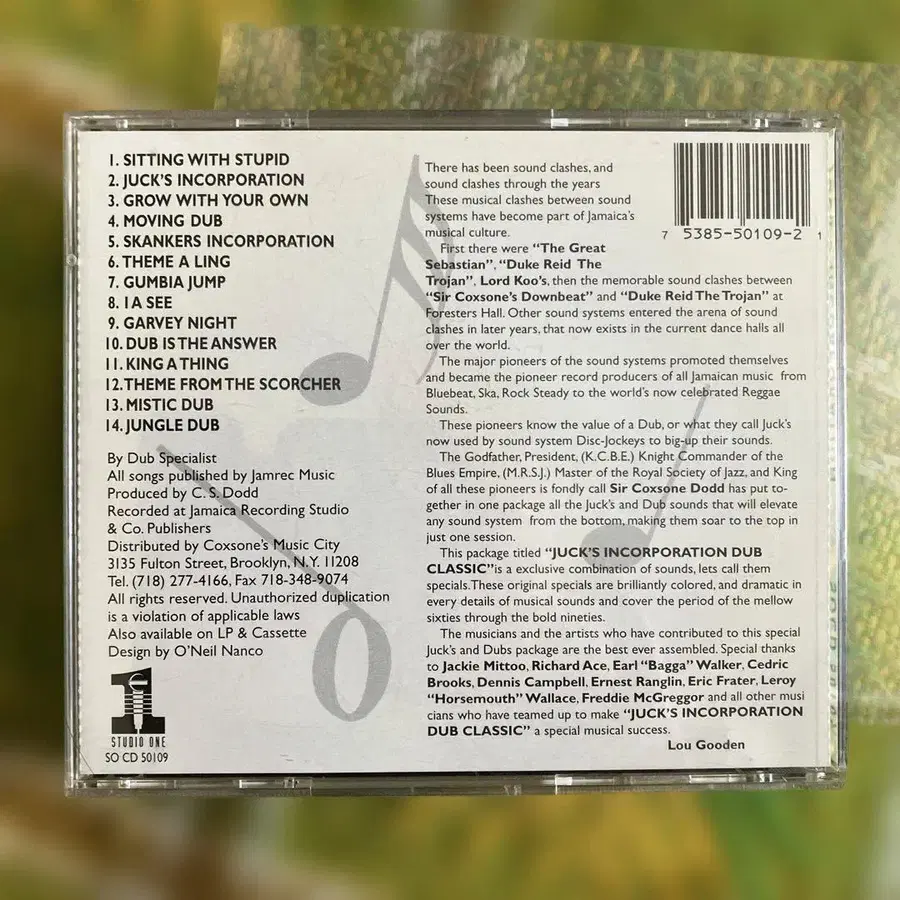 1. SITTING WITH STUPID
2. JUCK'S INCORPORATION
3. GROW WITH YOUR OWN
4. MOVING DUB
5. SKANKERS INCORPORATION
6. THEME A LING
7. GUMBIA JUMP
8. I A SEE
9. GARVEY NIGHT
10. DUB IS THE ANSWER
11. KING A THING
12. THEME FROM THE SCORCHER
13. MISTIC DUB
14. JUNGLE DUB
By Dub Specialist
All songs published by Jamrec Music
Produced by C. S. Dodd
Recorded at Jamaica Recording Studio
& Co. Publishers
Distributed by Coxsone's Music City
3135 Fulton Street, Brooklyn, N.Y. 11208
Tel. (718) 277-4166, Fax 718-348-9074
All rights reserved. Unauthorized duplication
is a violation of applicable laws
Also available on LP & Cassette
Design by O'Neil Nanco
1
STUDIO ONE
SO CD 50109
There has been sound clashes, and
sound clashes through the years
These musical clashes between sound
systems have become part of Jamaica's
musical culture.
First there were "The Great
Sebastian", "Duke Reid The
Trojan", Lord Koo's, then the memorable sound clashes between
"Sir Coxsone's Downbeat" and "Duke Reid The Trojan" at
Foresters Hall. Other sound systems entered the arena of sound
clashes in later years, that now exists in the current dance halls all
over the world.
The major pioneers of the sound systems promoted themselves
and became the pioneer record producers of all Jamaican music from
Bluebeat, Ska, Rock Steady to the world's now celebrated Reggae
Sounds.
These pioneers know the value of a Dub, or what they call Juck's
now used by sound system Disc-Jockeys to big-up their sounds.
The Godfather, President, (K.C.B.E.) Knight Commander of the
Blues Empire, (M.R.S.J.) Master of the Royal Society of Jazz, and King
of all these pioneers is fondly call Sir Coxsone Dodd has put to-
gether in one package all the Juck's and Dub sounds that will elevate
any sound system from the bottom, making them soar to the top in
just one session.
This package titled "JUCK'S INCORPORATION DUB
CLASSIC"is a exclusive combination of sounds, lets call them
specials.These original specials are brilliantly colored, and dramatic in
every details of musical sounds and cover the period of the mellow
sixties through the bold nineties.
The musicians and the artists who have contributed to this special
Juck's and Dubs package are the best ever assembled. Special thanks
to Jackie Mittoo, Richard Ace, Earl "Bagga" Walker, Cedric
Brooks, Dennis Campbell, Ernest Ranglin, Eric Frater, Leroy
"Horsemouth" Wallace, Freddie McGreggor and all other musi
cians who have teamed up to make "JUCK'S INCORPORATION
DUB CLASSIC" a special musical success.
Lou Gooden
7 5385-50109-2 1